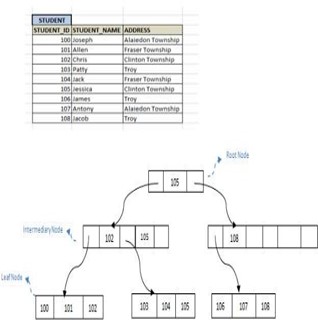 STUDENT
STUDENT_ID STUDENT_NAME ADDRESS
100 Joseph Alaiedon Township
101 Allen Fraser Township
102 Chris Clinton Township
103 Patty Troy
104 Jack Fraser Township
105 Jessica Clinton Township
106 James Troy
107 Antony Alaiedon Township
108 Jacob Troy
Root Node
105
Intermediary Node
102 105
108
Leaf Node
100 101 102
103 104 105
106 107 108